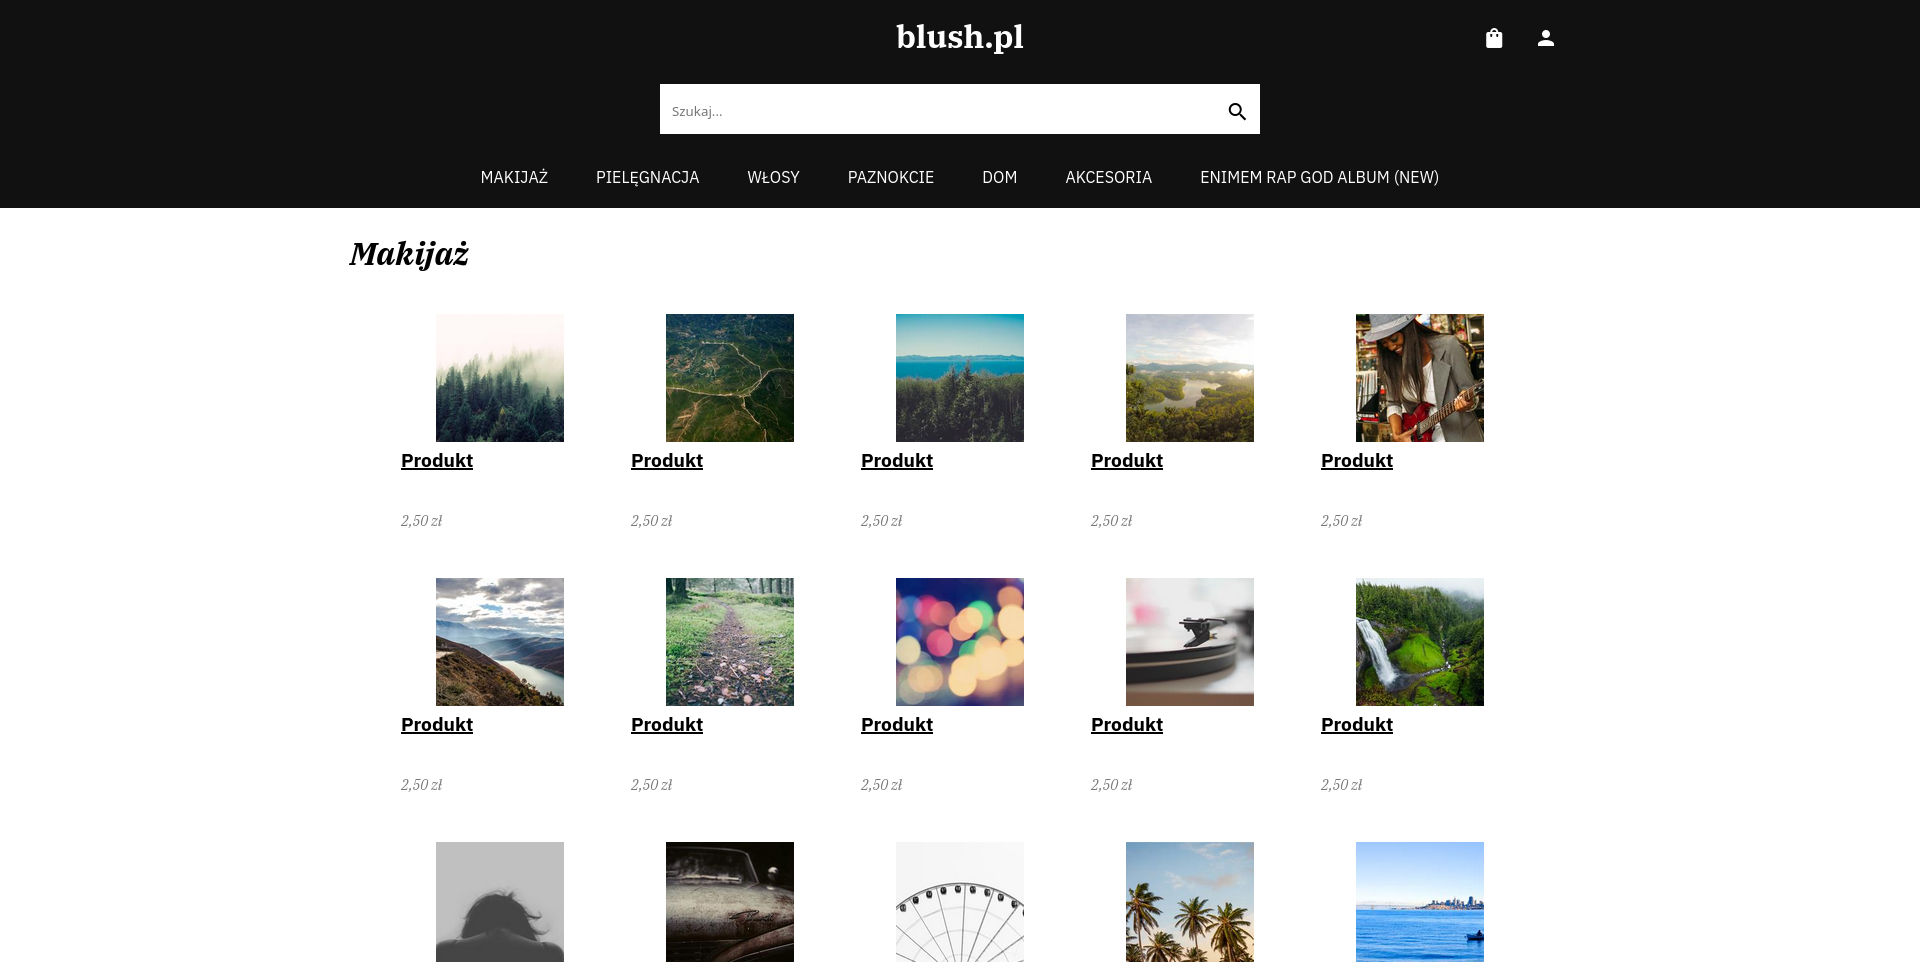 blush.pl
Szukaj...
MAKIJAŻ PIELĘGNACJA WŁOSY PAZNOKCIE DOM AKCESORIA ENIMEM RAP GOD ALBUM (NEW)
Makijaż
Produkt Produkt Produkt Produkt Produkt
2,50 zł 2,50 zł 2,50 zł 2,50 zł 2,50 zł
Produkt Produkt Produkt Produkt Produkt
2,50 zł 2,50 zł 2,50 zł 2,50 zł 2,50 zł